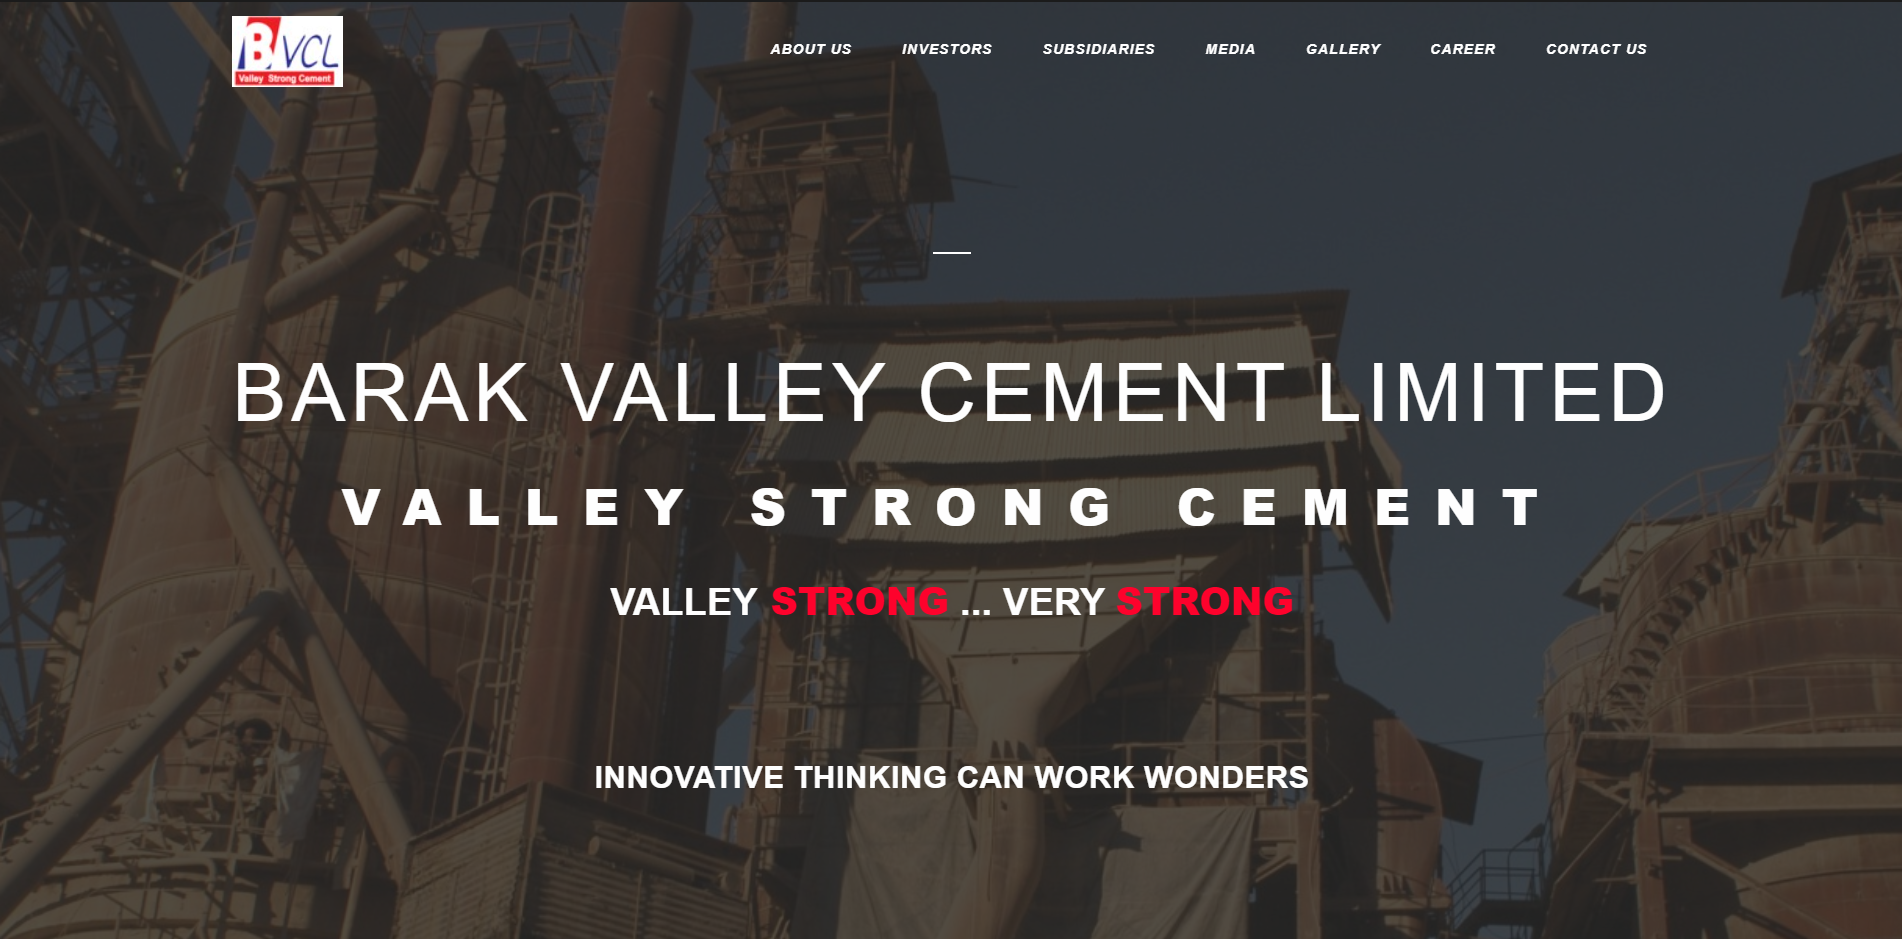 BVCL
Valley Strong Cement
ABOUT US
INVESTORS
SUBSIDIARIES
MEDIA
GALLERY
CAREER
CONTACT US
BARAK VALLEY CEMENT LIMITED
VALLEY STRONG CEMENT
VALLEY STRONG ... VERY STRONG
INNOVATIVE THINKING CAN WORK WONDERS